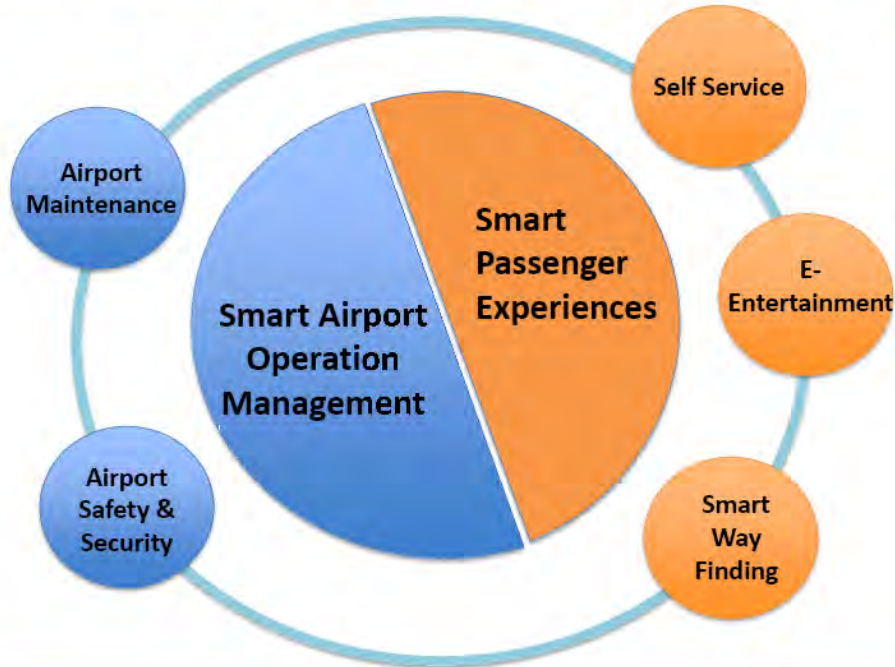 Self Service
Airport
Maintenance
Smart
Passenger
Experiences
E-
Entertainment
Smart Airport
Operation
Management
Airport
Safety &
Security
Smart
Way
Finding